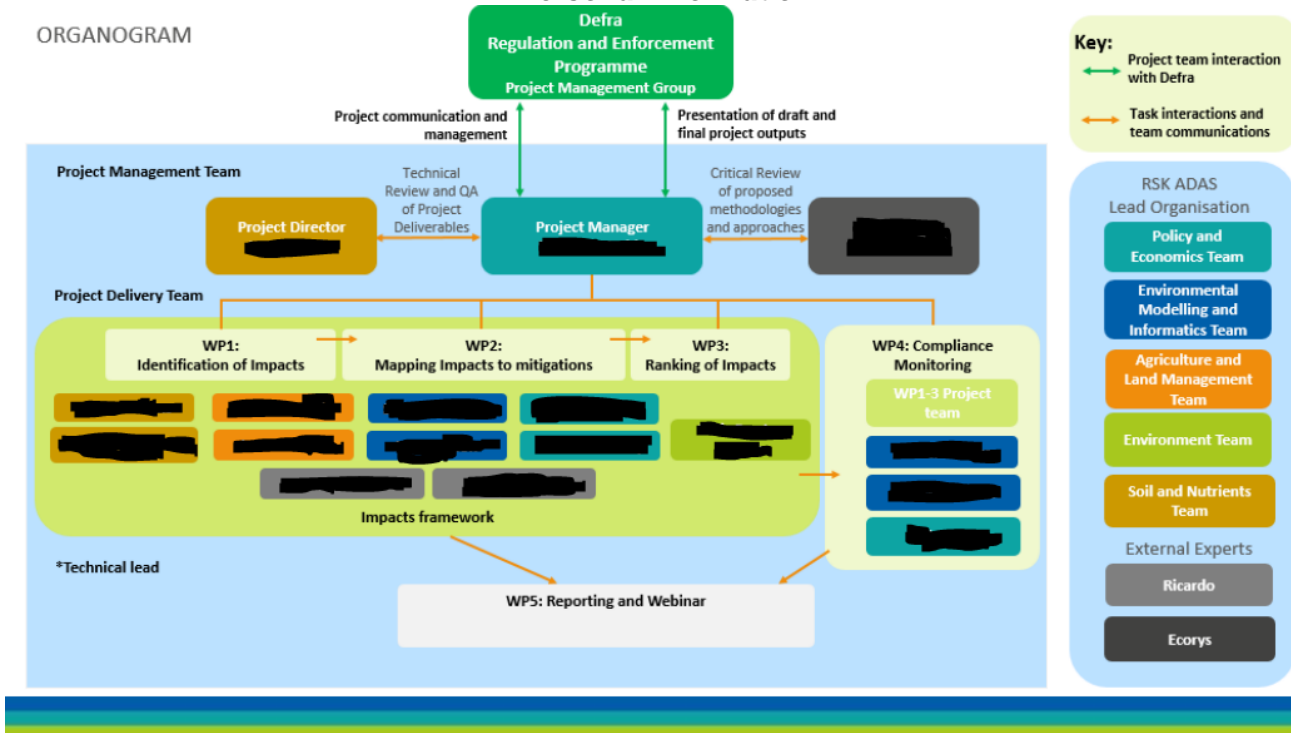 ORGANOGRAM
Defra
Regulation and Enforcement
Programme
Project Management Group
Project communication and
management
Presentation of draft and
final project outputs
Key:
Project team interaction
with Defra
Task interactions and
team communications
Project Management Team
Project Director
Technical
Review and QA
of Project
Deliverables
Project Manager
Critical Review
of proposed
methodologies
and approaches
Project Delivery Team
WP1:
Identification of Impacts
WP2:
Mapping Impacts to mitigations
WP3:
Ranking of Impacts
WP4: Compliance
Monitoring
WP1-3 Project
team
Impacts framework
*Technical lead
WP5: Reporting and Webinar
RSK ADAS
Lead Organisation
Policy and
Economics Team
Environmental
Modelling and
Informatics Team
Agriculture and
Land Management
Team
Environment Team
Soil and Nutrients
Team
External Experts
Ricardo
Ecorys